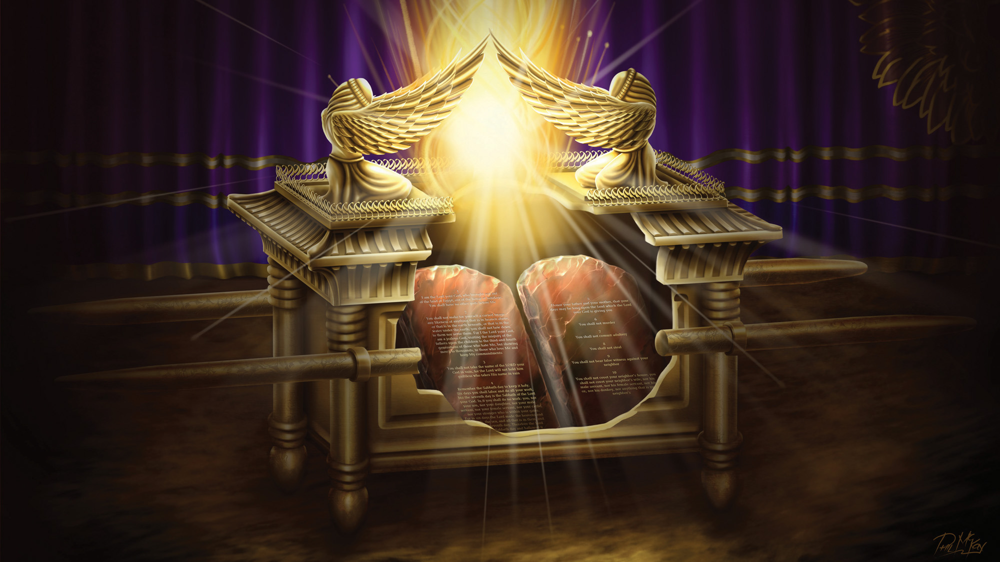 1
I am the Lord your God, who brought you out
of the land of Egypt, out of the house of bondage.
You shall have no other gods before Me
2
You shall not make for yourself a carved image,
any likeness of anything that is in heaven above,
or that is in the earth beneath, or that is in the
water under the earth; you shall not bow down
to them nor serve them. For I the Lord your God,
am a jealous God, visiting the iniquity of the
fathers upon the children to the third and fourth
generations of those who hate Me, but showing
mercy to thousands, to those who love Me and
keep My commandments
3
You shall not take the name of the LORD your
God in vain, for the Lord will not hold him
guiltless who takes His name in vain
4
Remember the Sabbath day to keep it holy.
Six days you shall labor and do all your work,
but the seventh day is the Sabbath of the Lord
your God. In it you shall do no work: you, nor
your son, nor your daughter, nor your male
servant, nor your female servant, nor your cattle,
nor your stranger who is within your gates.
For in six days the Lord made the heavens and
the sea, and all that is in them, and
seventh day. Therefore the Lord
Sabbath day and hallowed it
5
Honor your father and your mother, that your
days may be long upon the land which the Lord
your God is giving you
6
You shall not murder
7
You shall not commit adultery
8
You shall not steal
9
You shall not bear false witness against your
neighbor
10
You shall not covet your neighbor's house; you
shall not covet your neighbor's wife, nor his
male servant, nor his female servant, nor his
ox, nor his donkey, nor anything that is
neighbor's
Phil McKay